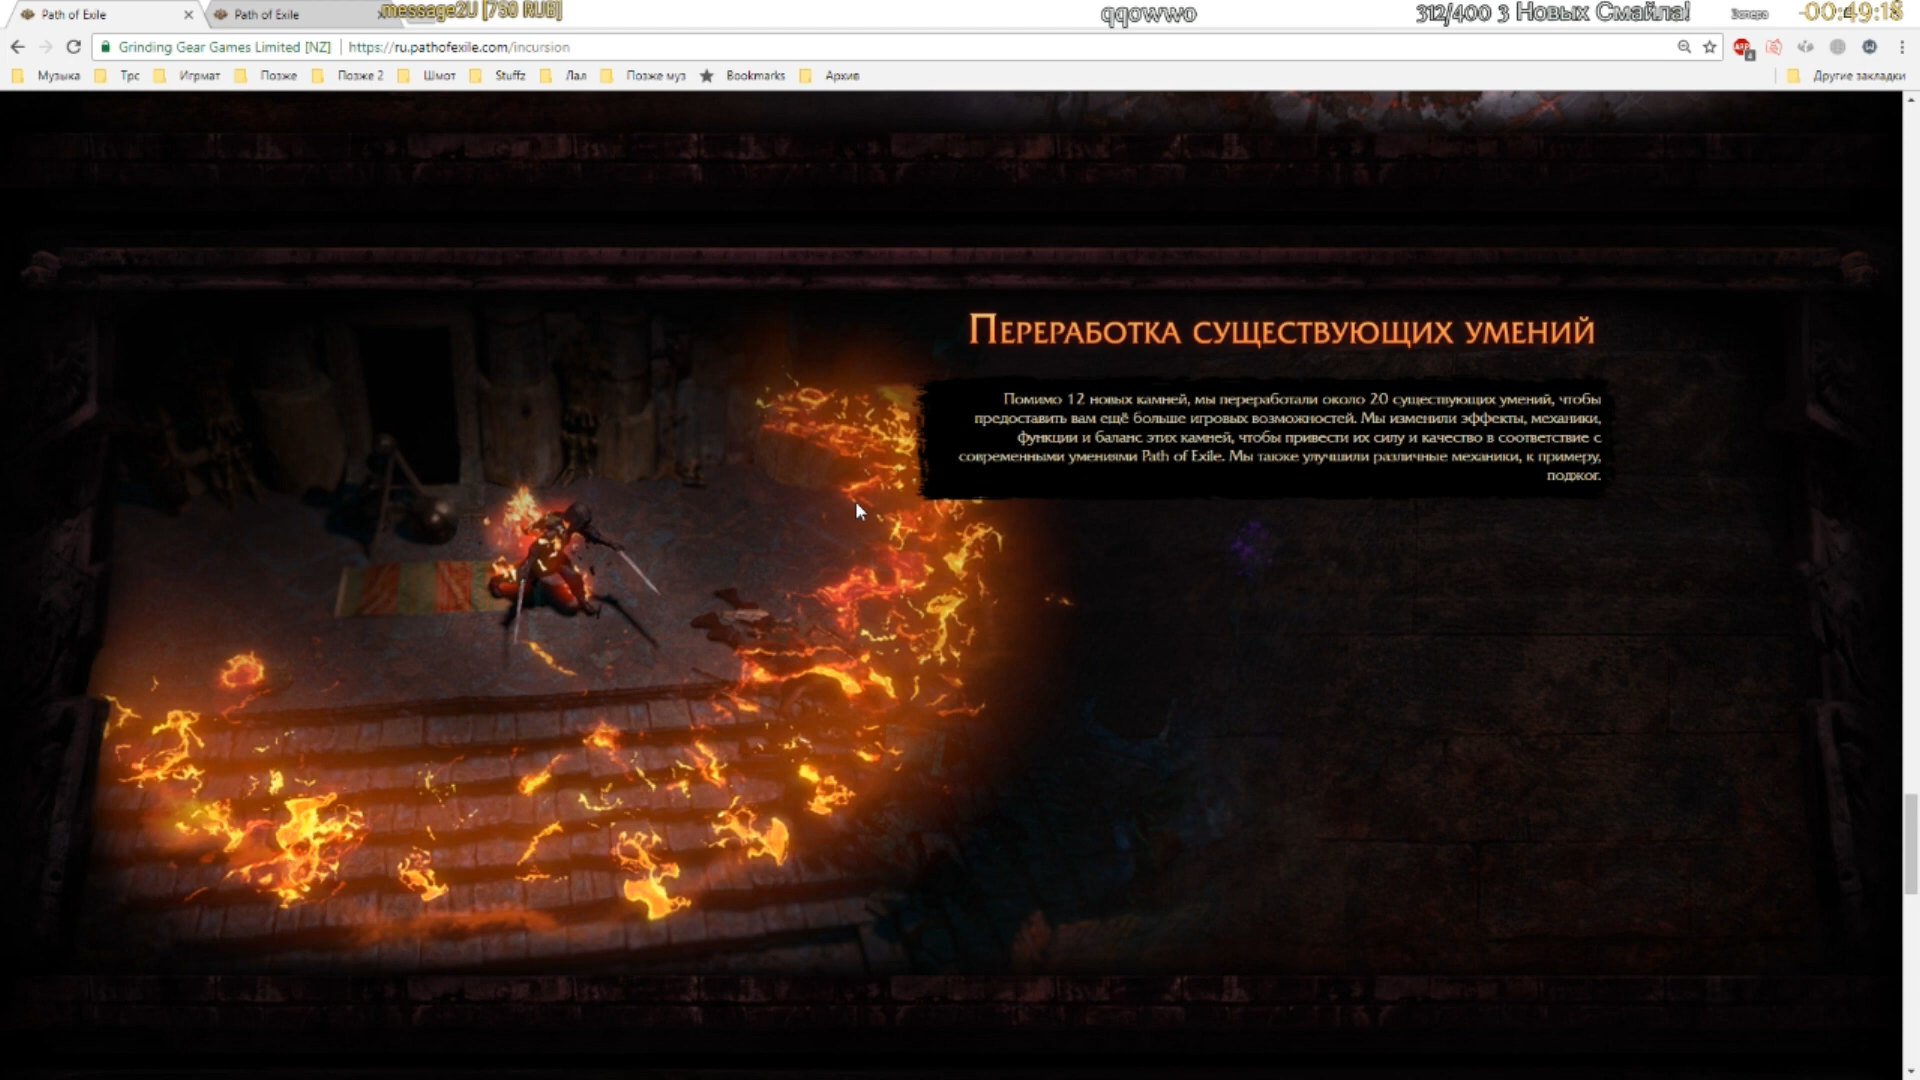 Path of Exile
Path of Exile
message2U [750 RUB]
qqowwo
312/400 3 Новых Смайла!
-00:49:18
Grinding Gear Games Limited [NZ]
https://ru.pathofexile.com/incursion
Музыка
Трс
Игрмат
Позже
Позже 2
Шмот
Stuffz
Лал
Позже муз
Bookmarks
Архив
Другие закладки
Переработка существующих умений
Помимо 12 новых камней, мы переработали около 20 существующих умений, чтобы
предоставить вам ещё больше игровых возможностей. Мы изменили эффекты, механики,
функции и баланс этих камней, чтобы привести их силу и качество в соответствие с
современными умениями Path of Exile. Мы также улучшили различные механики, к примеру,
поджог.